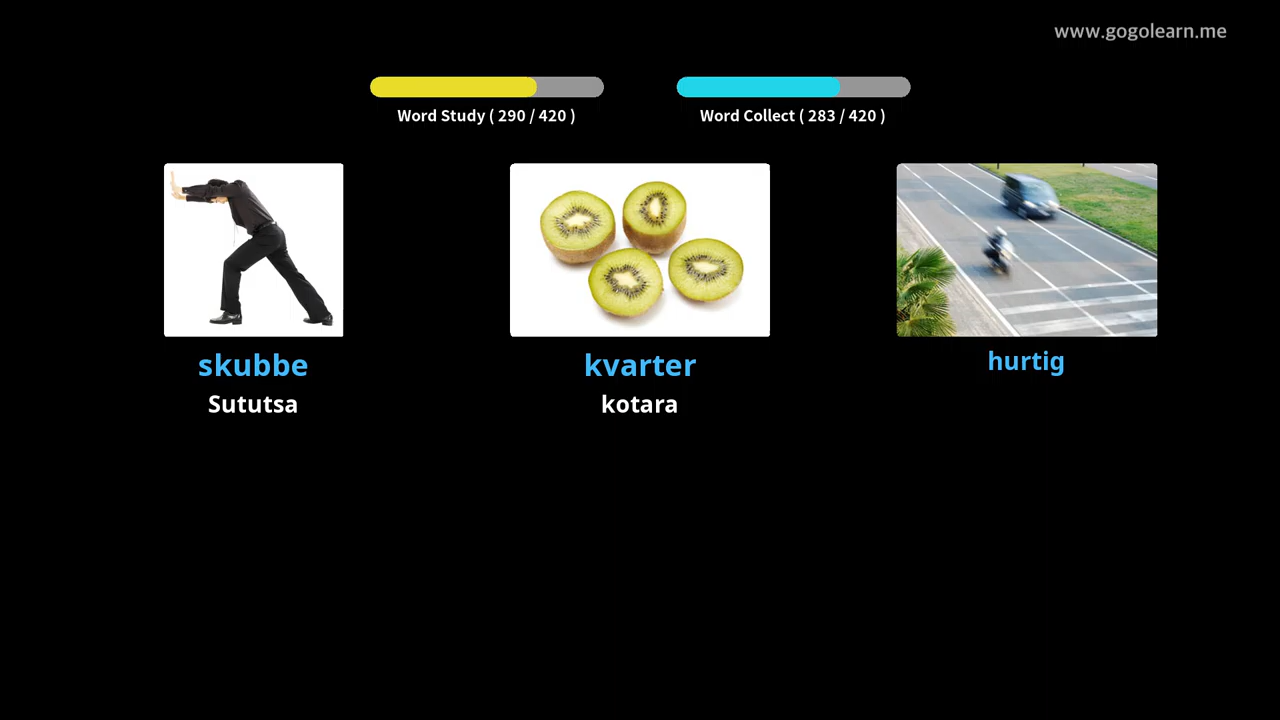 www.gogolearn.me
Word Study ( 290 / 420 )
Word Collect ( 283 / 420 )
skubbe
Sututsa
kvarter
kotara
hurtig